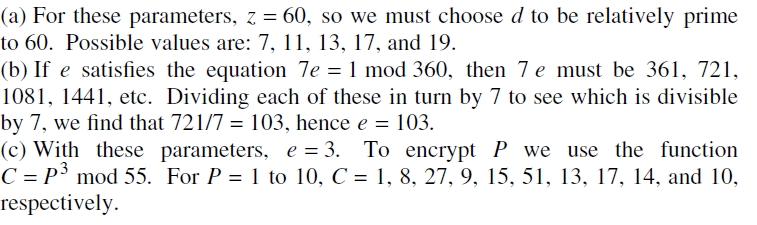 (a) For these parameters, z = 60, so we must choose d to be relatively prime
to 60. Possible values are: 7, 11, 13, 17, and 19.
(b) If e satisfies the equation 7e = 1 mod 360, then 7 e must be 361, 721,
1081, 1441, etc. Dividing each of these in turn by 7 to see which is divisible
by 7, we find that 721/7 = 103, hence e = 103.
(c) With these parameters, e = 3. To encrypt P we use the function
C = P³ mod 55. For P = 1 to 10, C = 1, 8, 27, 9, 15, 51, 13, 17, 14, and 10,
respectively.